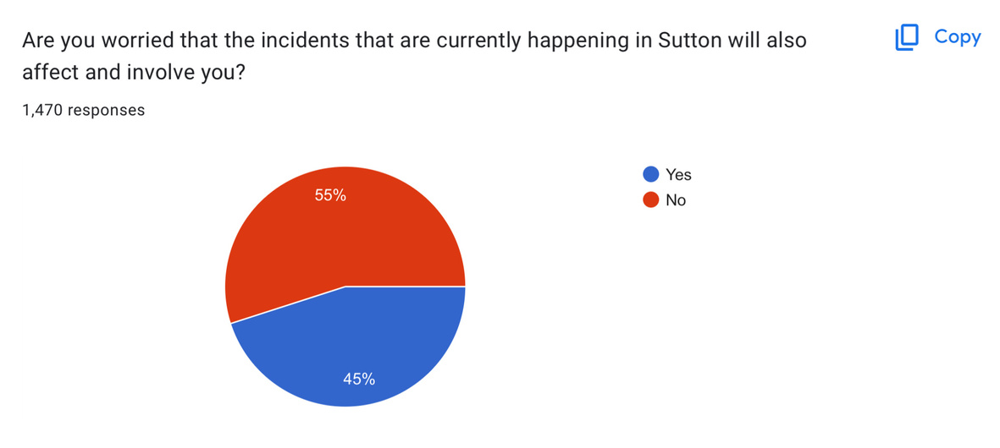 Are you worried that the incidents that are currently happening in Sutton will also
affect and involve you?
Copy
1,470 responses
55%
45%
Yes
No